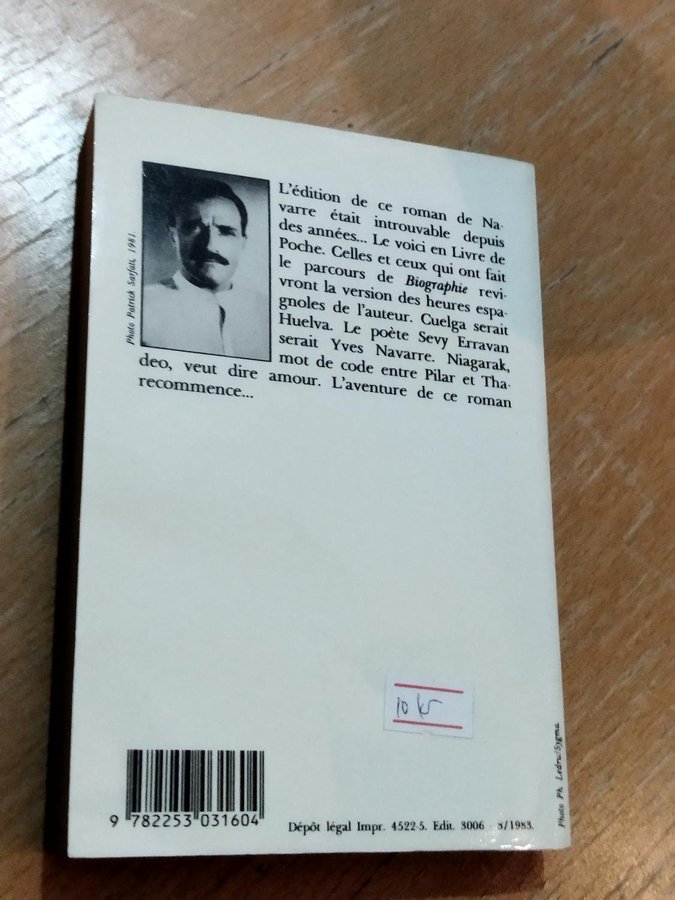 L'édition de ce roman de Na-
varre était introuvable depuis
des années... Le voici en Livre de
Poche. Celles et ceux qui ont fait
le parcours de Biographie revi-
vront la version des heures espa-
gnoles de l'auteur. Cuelga serait
Huelva. Le poète Sevy Erravan
serait Yves Navarre. Niagarak,
mot de code entre Pilar et Tha-
deo, veut dire amour. L'aventure de ce roman
recommence...
Photo Patrick Sarfati, 1981.
10 kr
Photo Ph. Ledru/Sygma.
9 782253 031604
Dépôt légal Impr. 4522-5. Edit. 3006 - 8/1983.